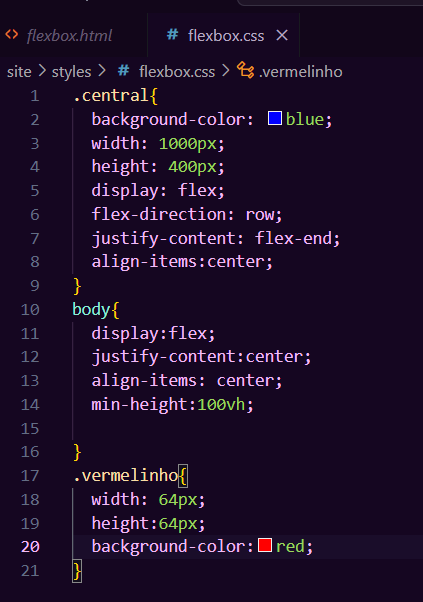 <> flexbox.html # flexbox.css ×
site > styles > # flexbox.css > .vermelinho
1 .central{
2 background-color: blue;
3 width: 1000px;
4 height: 400px;
5 display: flex;
6 flex-direction: row;
7 justify-content: flex-end;
8 align-items:center;
9 }
10 body{
11 display:flex;
12 justify-content:center;
13 align-items: center;
14 min-height:100vh;
15
16 }
17 .vermelinho{
18 width: 64px;
19 height:64px;
20 background-color:red;
21 }